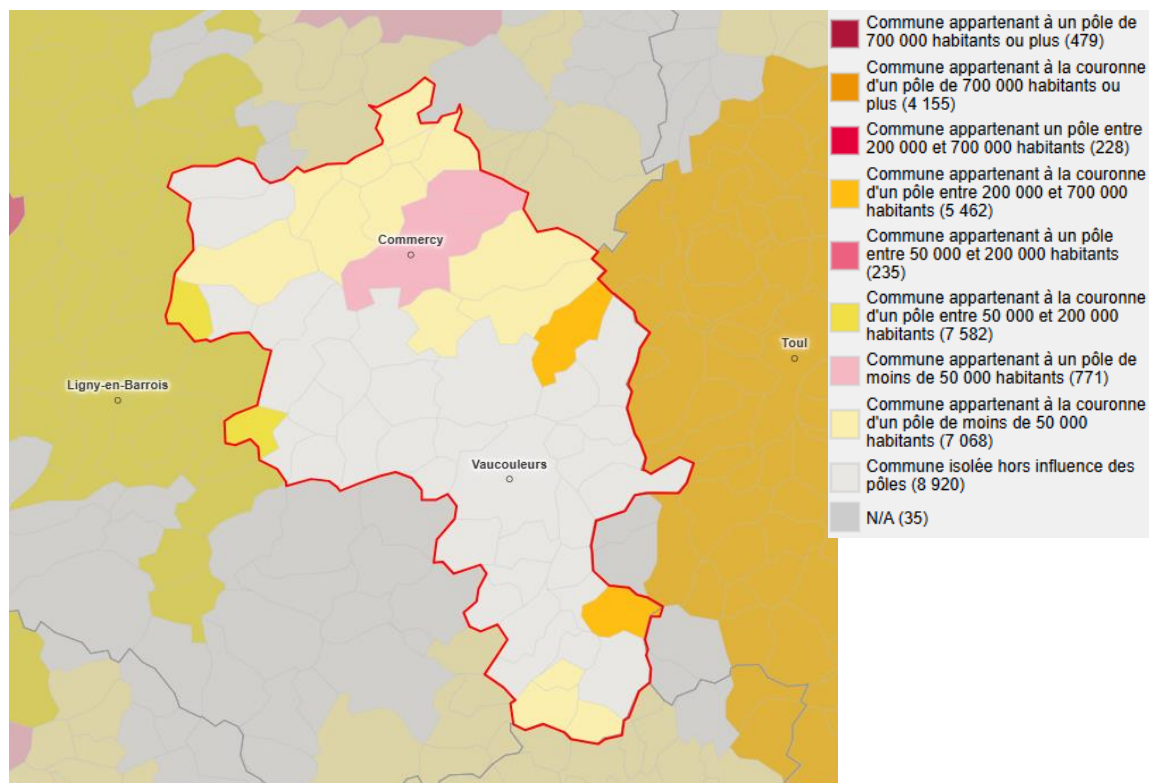 Commune appartenant à un pôle de
700 000 habitants ou plus (479)
Commune appartenant à la couronne
d'un pôle de 700 000 habitants ou
plus (4 155)
Commune appartenant un pôle entre
200 000 et 700 000 habitants (228)
Commune appartenant à la couronne
d'un pôle entre 200 000 et 700 000
habitants (5 462)
Commune appartenant à un pôle
entre 50 000 et 200 000 habitants
(235)
Commune appartenant à la couronne
d'un pôle entre 50 000 et 200 000
habitants (7 582)
Commune appartenant à un pôle de
moins de 50 000 habitants (771)
Commune appartenant à la couronne
d'un pôle de moins de 50 000
habitants (7 068)
Commune isolée hors influence des
pôles (8 920)
N/A (35)
Commercy
Toul
Ligny-en-Barrois
Vaucouleurs